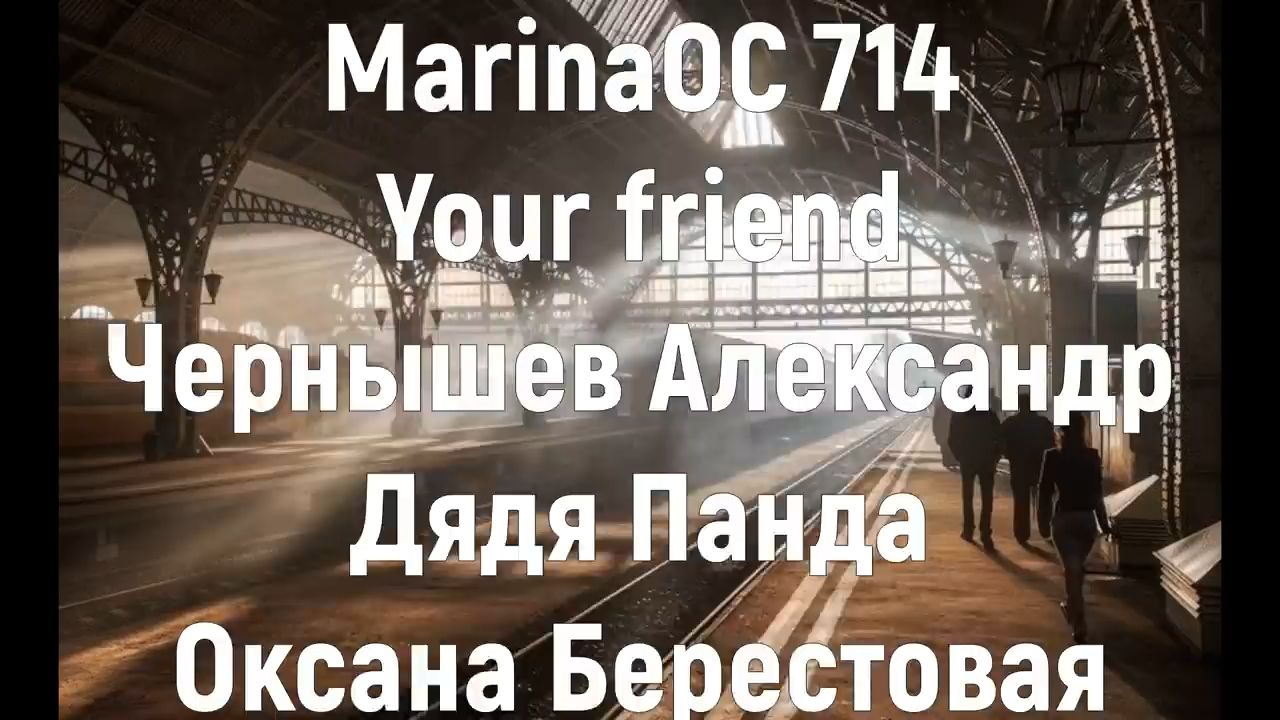 MarinaOC 714
Your friend
Чернышев Александр
Дядя Панда
Оксана Берестовая